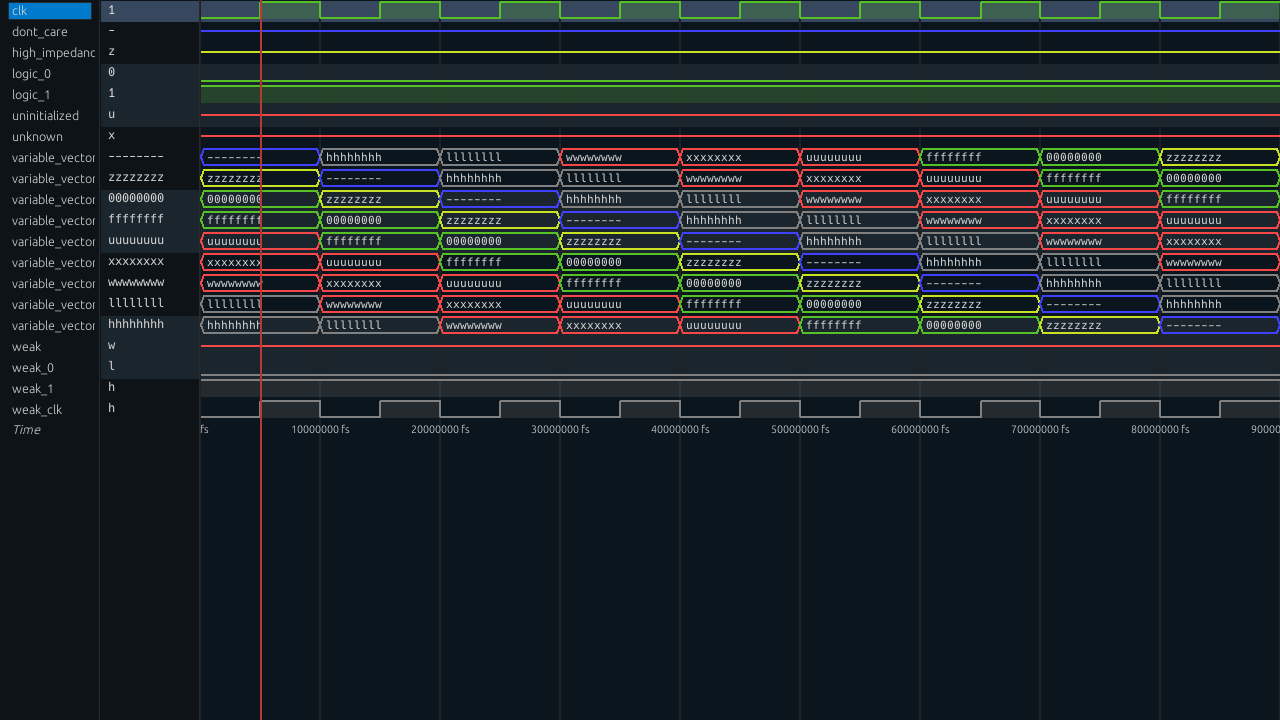 clk 1
dont_care -
high_impedanc z
logic_0 0
logic_1 1
uninitialized u
unknown x
variable_vector -------- -------- hhhhhhhh llllllll wwwwwwww xxxxxxxx uuuuuuuu ffffffff 00000000 zzzzzzzz
variable_vector zzzzzzzz zzzzzzzz -------- hhhhhhhh llllllll wwwwwwww xxxxxxxx uuuuuuuu ffffffff 00000000
variable_vector 00000000 00000000 zzzzzzzz -------- hhhhhhhh llllllll wwwwwwww xxxxxxxx uuuuuuuu ffffffff
variable_vector ffffffff ffffffff 00000000 zzzzzzzz -------- hhhhhhhh llllllll wwwwwwww xxxxxxxx uuuuuuuu
variable_vector uuuuuuuu uuuuuuuu ffffffff 00000000 zzzzzzzz -------- hhhhhhhh llllllll wwwwwwww xxxxxxxx
variable_vector xxxxxxxx xxxxxxxx uuuuuuuu ffffffff 00000000 zzzzzzzz -------- hhhhhhhh llllllll wwwwwwww
variable_vector wwwwwwww wwwwwwww xxxxxxxx uuuuuuuu ffffffff 00000000 zzzzzzzz -------- hhhhhhhh llllllll
variable_vector llllllll llllllll wwwwwwww xxxxxxxx uuuuuuuu ffffffff 00000000 zzzzzzzz -------- hhhhhhhh
variable_vector hhhhhhhh hhhhhhhh llllllll wwwwwwww xxxxxxxx uuuuuuuu ffffffff 00000000 zzzzzzzz --------
weak w
weak_0 l
weak_1 h
weak_clk h
Time fs 10000000 fs 20000000 fs 30000000 fs 40000000 fs 50000000 fs 60000000 fs 70000000 fs 80000000 fs 90000